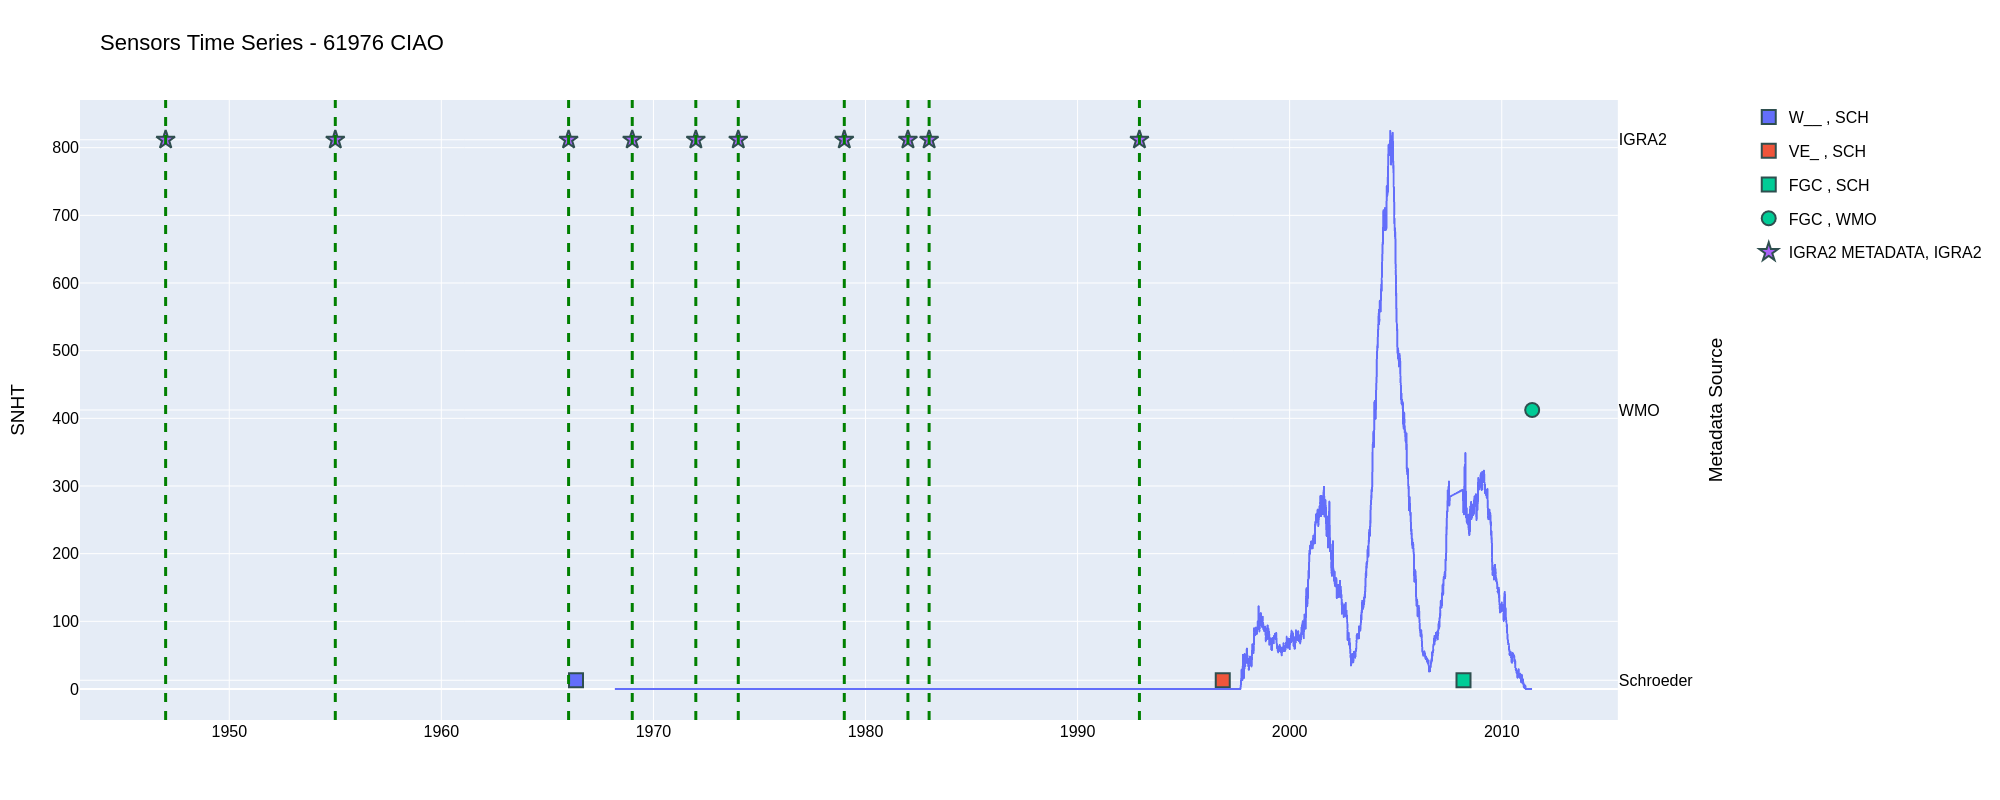 Sensors Time Series - 61976 CIAO
SNHT
800
700
600
500
400
300
200
100
0
1950
1960
1970
1980
1990
2000
2010
IGRA2
WMO
Schroeder
Metadata Source
W__ , SCH
VE_ , SCH
FGC , SCH
FGC , WMO
IGRA2 METADATA, IGRA2